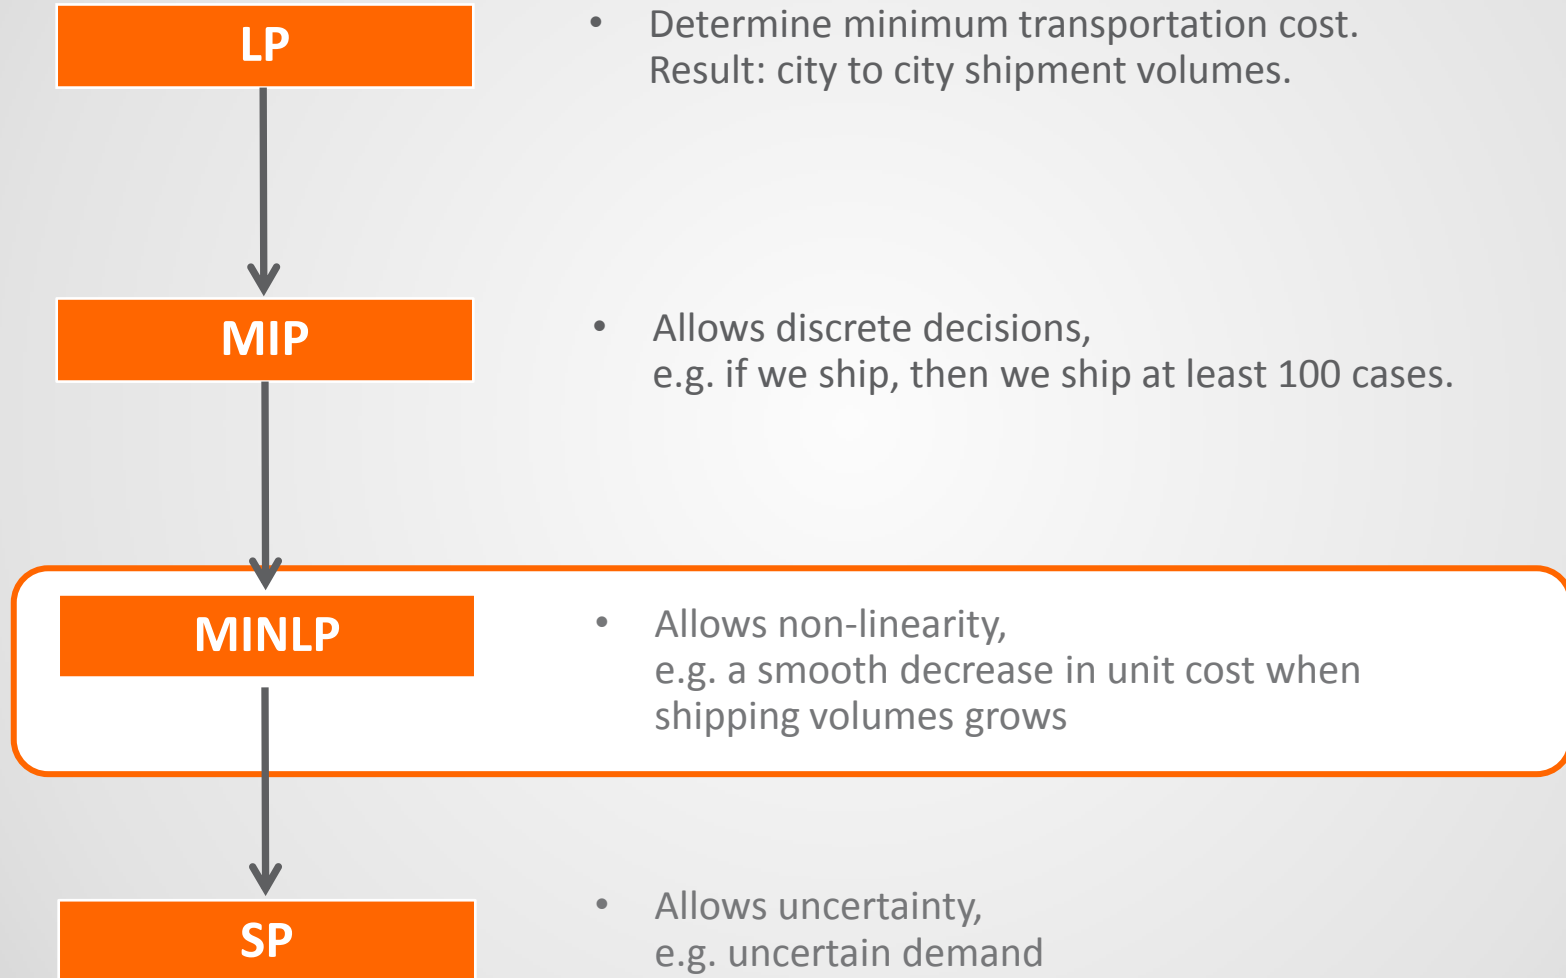 LP
• Determine minimum transportation cost.
Result: city to city shipment volumes.
MIP
• Allows discrete decisions,
e.g. if we ship, then we ship at least 100 cases.
MINLP
• Allows non-linearity,
e.g. a smooth decrease in unit cost when
shipping volumes grows
SP
• Allows uncertainty,
e.g. uncertain demand